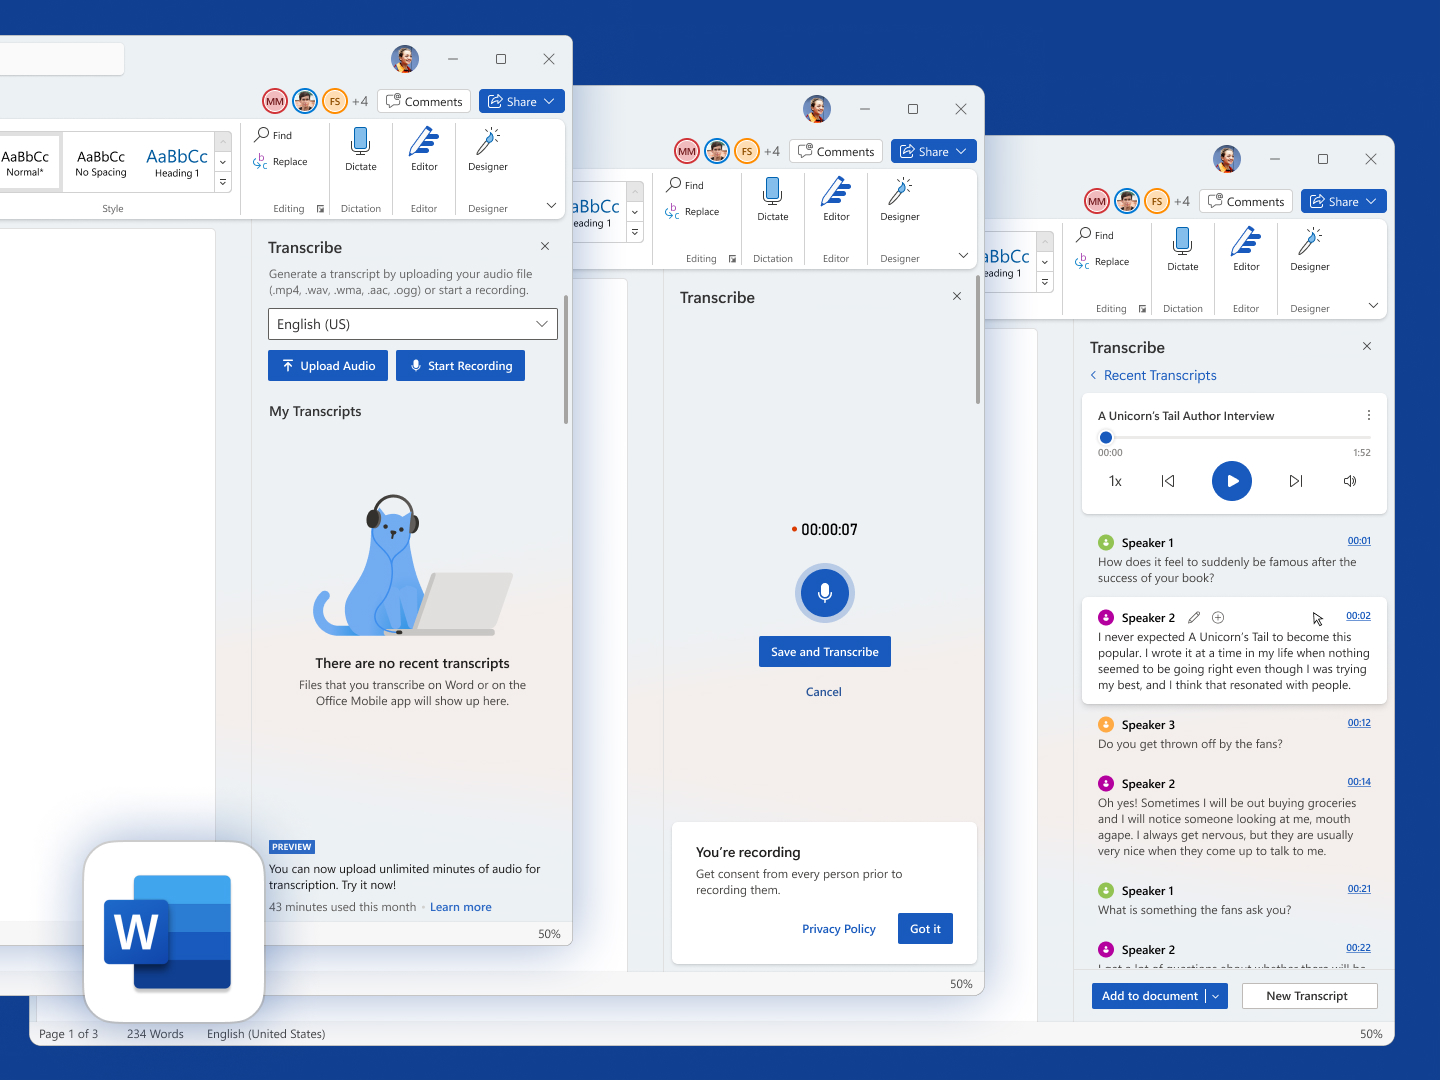 MM
FS
+4
Comments
Share
AaBbCc
Normal*
AaBbCc
No Spacing
AaBbCc
Heading 1
Find
Replace
Dictate
Editor
Designer
Style
Editing
Dictation
Editor
Designer
Transcribe
Generate a transcript by uploading your audio file
(.mp4, .wav, .wma, .aac, .ogg) or start a recording.
English (US)
Upload Audio
Start Recording
My Transcripts
There are no recent transcripts
Files that you transcribe on Word or on the
Office Mobile app will show up here.
PREVIEW
You can now upload unlimited minutes of audio for
transcription. Try it now!
43 minutes used this month • Learn more
50%
W
MM
FS
+4
Comments
Share
aBbCc
eading 1
Find
Replace
Dictate
Editor
Designer
Editing
Dictation
Editor
Designer
Transcribe
00:00:07
Save and Transcribe
Cancel
You're recording
Get consent from every person prior to
recording them.
Privacy Policy
Got it
50%
MM
FS
+4
Comments
Share
aBbCc
eading 1
Find
Replace
Dictate
Editor
Designer
Editing
Dictation
Editor
Designer
Transcribe
Recent Transcripts
A Unicorn's Tail Author Interview
00:00
1:52
1x
Speaker 1
00:01
How does it feel to suddenly be famous after the
success of your book?
Speaker 2
00:02
I never expected A Unicorn's Tail to become this
popular. I wrote it at a time in my life when nothing
seemed to be going right even though I was trying
my best, and I think that resonated with people.
Speaker 3
00:12
Do you get thrown off by the fans?
Speaker 2
00:14
Oh yes! Sometimes I will be out buying groceries
and I will notice someone looking at me, mouth
agape. I always get nervous, but they are usually
very nice when they come up to talk to me.
Speaker 1
00:21
What is something the fans ask you?
Speaker 2
00:22
I get a lot of questions about whether there will be
Add to document
New Transcript
Page 1 of 3
234 Words
English (United States)
50%